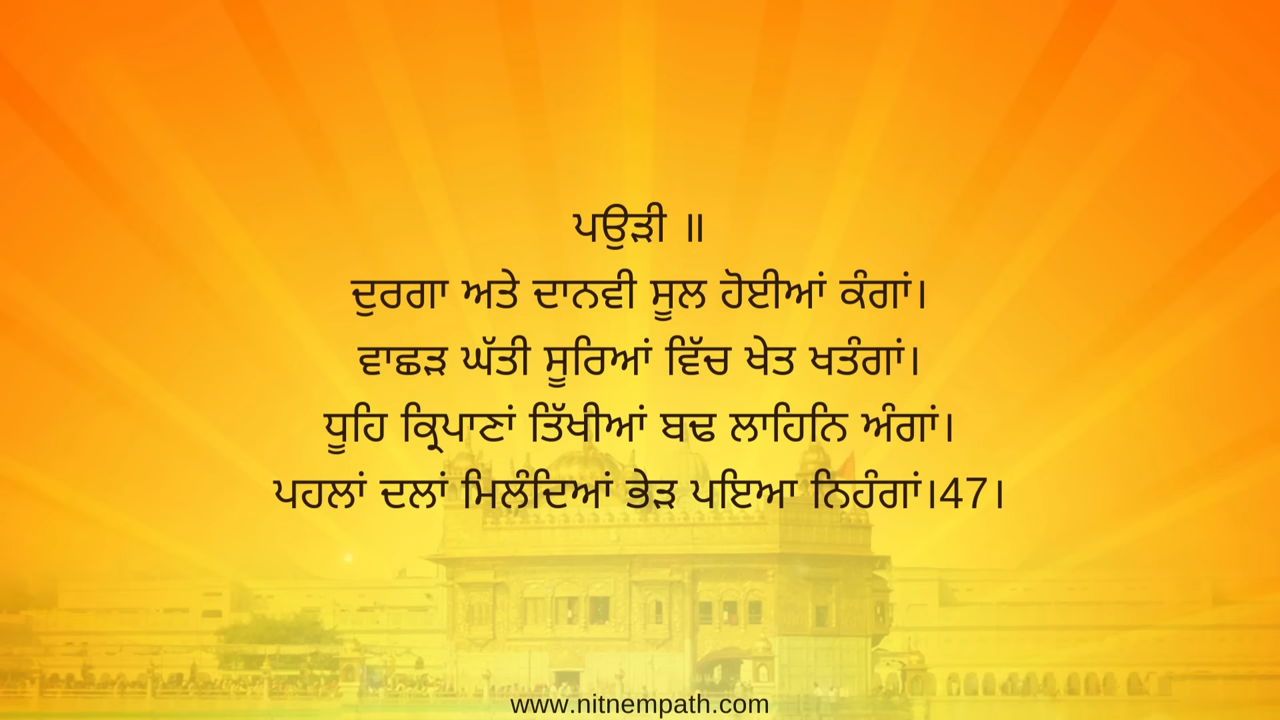 ਪਉੜੀ ॥
ਦੁਰਗਾ ਅਤੇ ਦਾਨਵੀ ਸੂਲ ਹੋਈਆਂ ਕੰਗਾਂ।
ਵਾਛੜ ਘੱਤੀ ਸੂਰਿਆਂ ਵਿੱਚ ਖੇਤ ਖਤੰਗਾਂ।
ਧੂਹਿ ਕ੍ਰਿਪਾਣਾਂ ਤਿੱਖੀਆਂ ਬਢ ਲਾਹਿਨਿ ਅੰਗਾਂ।
ਪਹਲਾਂ ਦਲਾਂ ਮਿਲੰਦਿਆਂ ਭੇੜ ਪਇਆ ਨਿਹੰਗਾਂ।47।
www.nitnempath.com